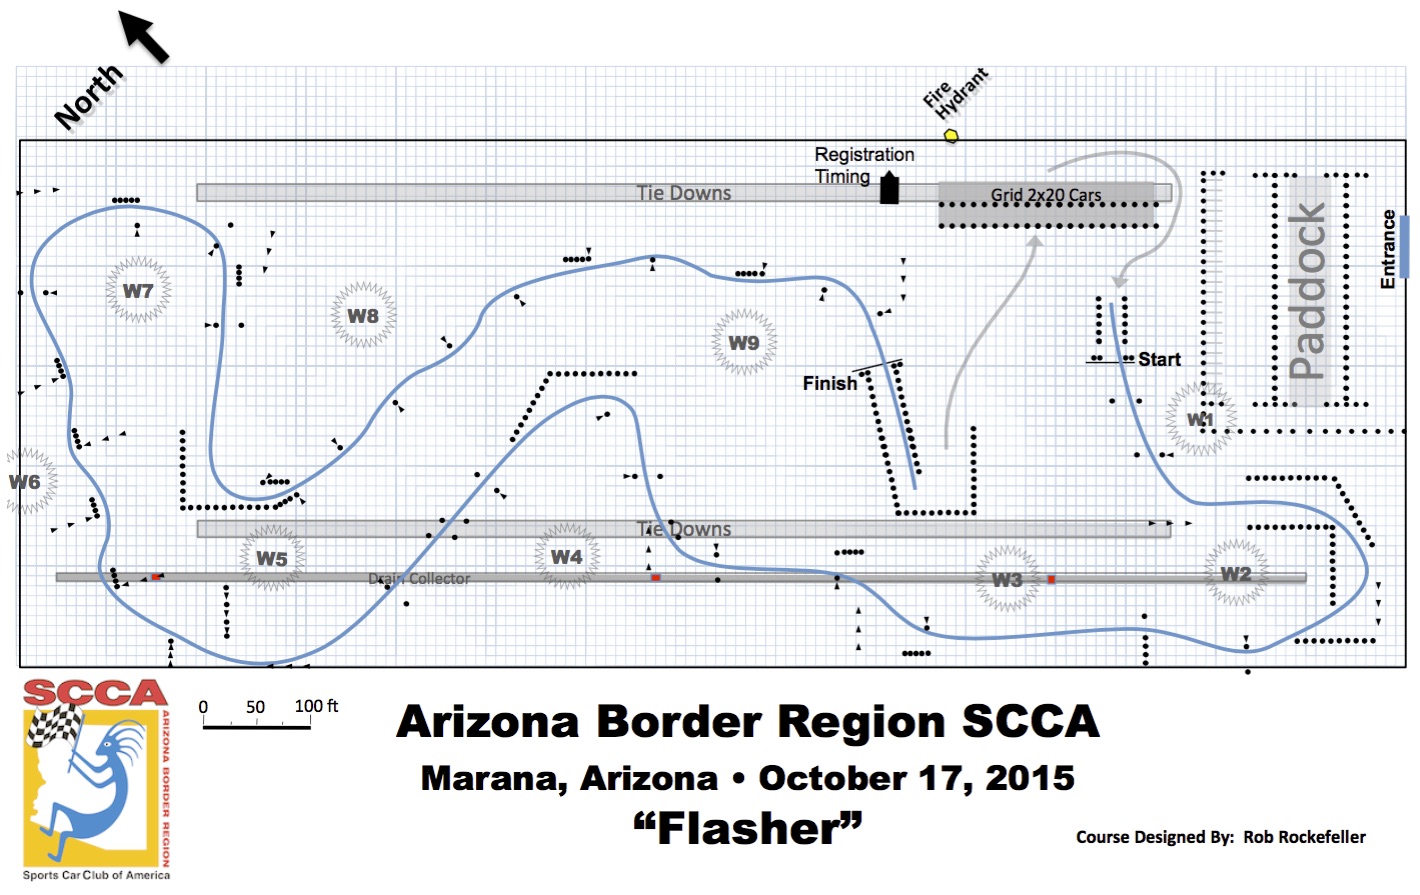 North
Fire
Hydrant
Registration
Timing
Tie Downs
Grid 2x20 Cars
Paddock
Entrance
W7
W8
W9
Finish
Start
W1
W6
Tie Downs
W5
W4
W3
W2
Drain Collector
SCCA
ARIZONA BORDER REGION
Sports Car Club of America
0 50 100 ft
Arizona Border Region SCCA
Marana, Arizona • October 17, 2015
“Flasher”
Course Designed By: Rob Rockefeller